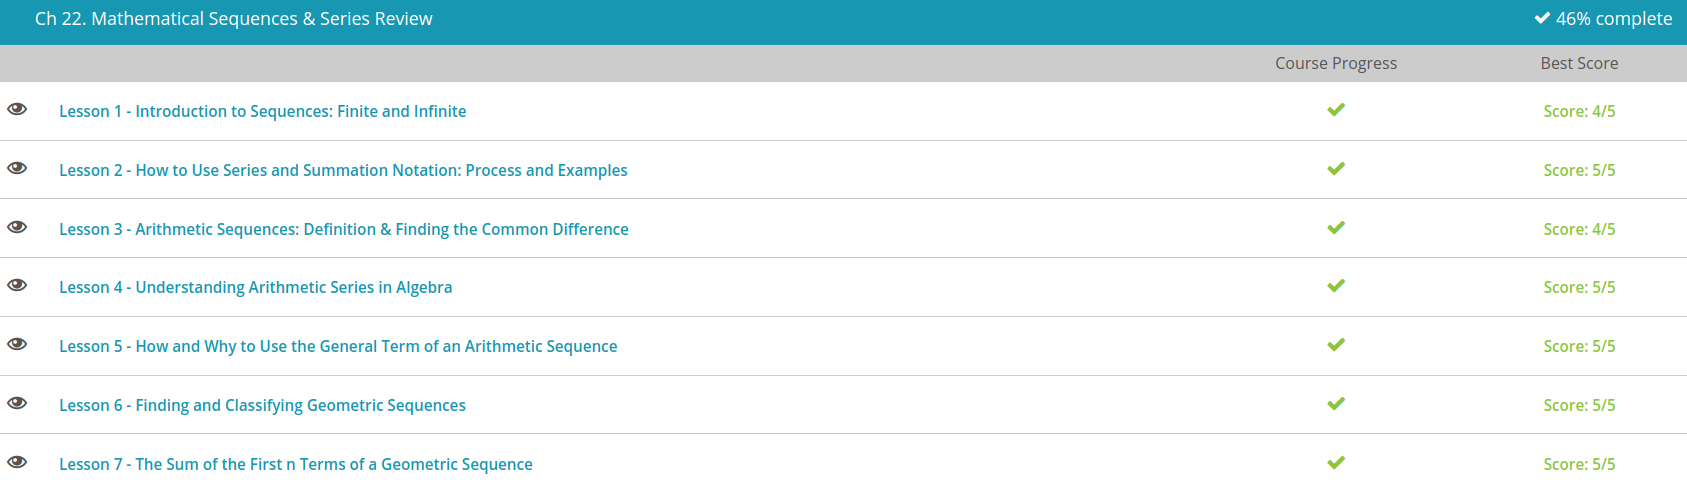 Ch 22. Mathematical Sequences & Series Review 46% complete
Course Progress Best Score
Lesson 1 - Introduction to Sequences: Finite and Infinite Score: 4/5
Lesson 2 - How to Use Series and Summation Notation: Process and Examples Score: 5/5
Lesson 3 - Arithmetic Sequences: Definition & Finding the Common Difference Score: 4/5
Lesson 4 - Understanding Arithmetic Series in Algebra Score: 5/5
Lesson 5 - How and Why to Use the General Term of an Arithmetic Sequence Score: 5/5
Lesson 6 - Finding and Classifying Geometric Sequences Score: 5/5
Lesson 7 - The Sum of the First n Terms of a Geometric Sequence Score: 5/5